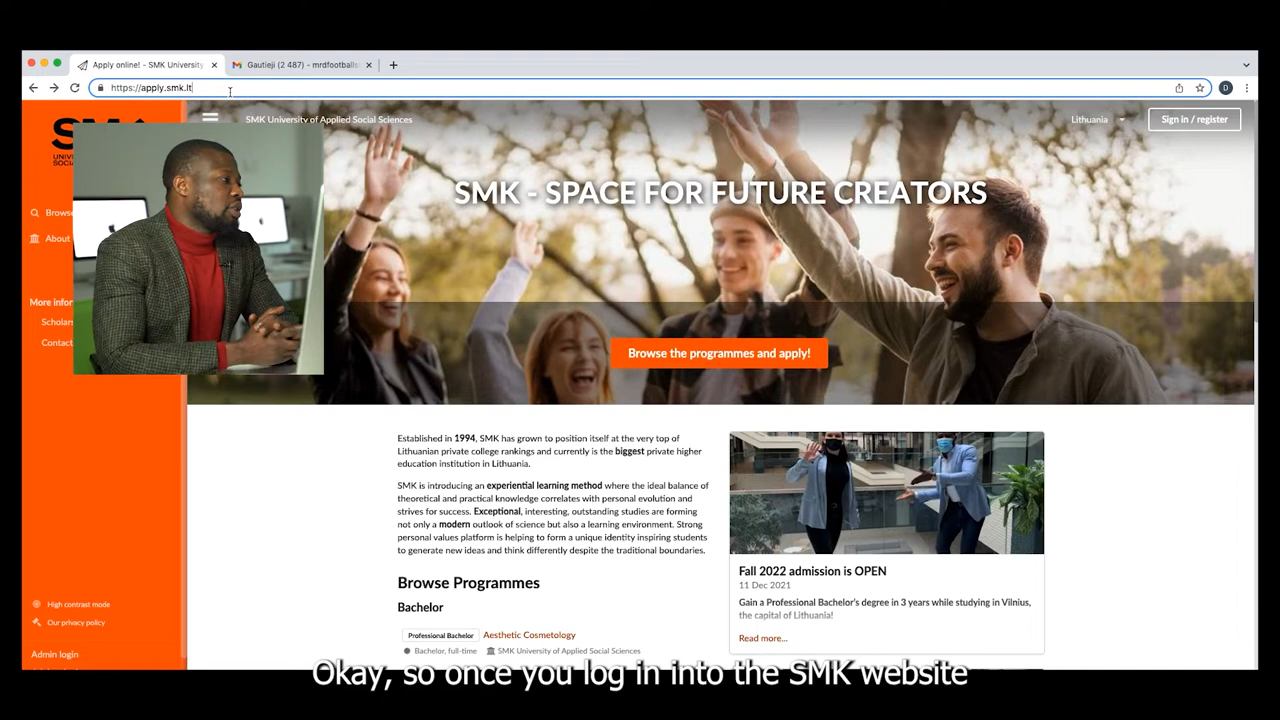 Apply online! - SMK University
Gautieji (2 487) - mrdfootballs
https://apply.smk.lt
SMK University of Applied Social Sciences
Lithuania
Sign in / register
SMK - SPACE FOR FUTURE CREATORS
Browse the programmes and apply!
SMK
UNIV
SOCI
Browse
About
More infor
Scholars
Contact
High contrast mode
Our privacy policy
Admin login
Established in 1994, SMK has grown to position itself at the very top of
Lithuanian private college rankings and currently is the biggest private higher
education institution in Lithuania.
SMK is introducing an experiential learning method where the ideal balance of
theoretical and practical knowledge correlates with personal evolution and
strives for success. Exceptional, interesting, outstanding studies are forming
not only a modern outlook of science but also a learning environment. Strong
personal values platform is helping to form a unique identity inspiring students
to generate new ideas and think differently despite the traditional boundaries.
Browse Programmes
Bachelor
Professional Bachelor Aesthetic Cosmetology
Bachelor, full-time SMK University of Applied Social Sciences
Fall 2022 admission is OPEN
11 Dec 2021
Gain a Professional Bachelor's degree in 3 years while studying in Vilnius,
the capital of Lithuania!
Read more...
Okay, so once you log in into the SMK website